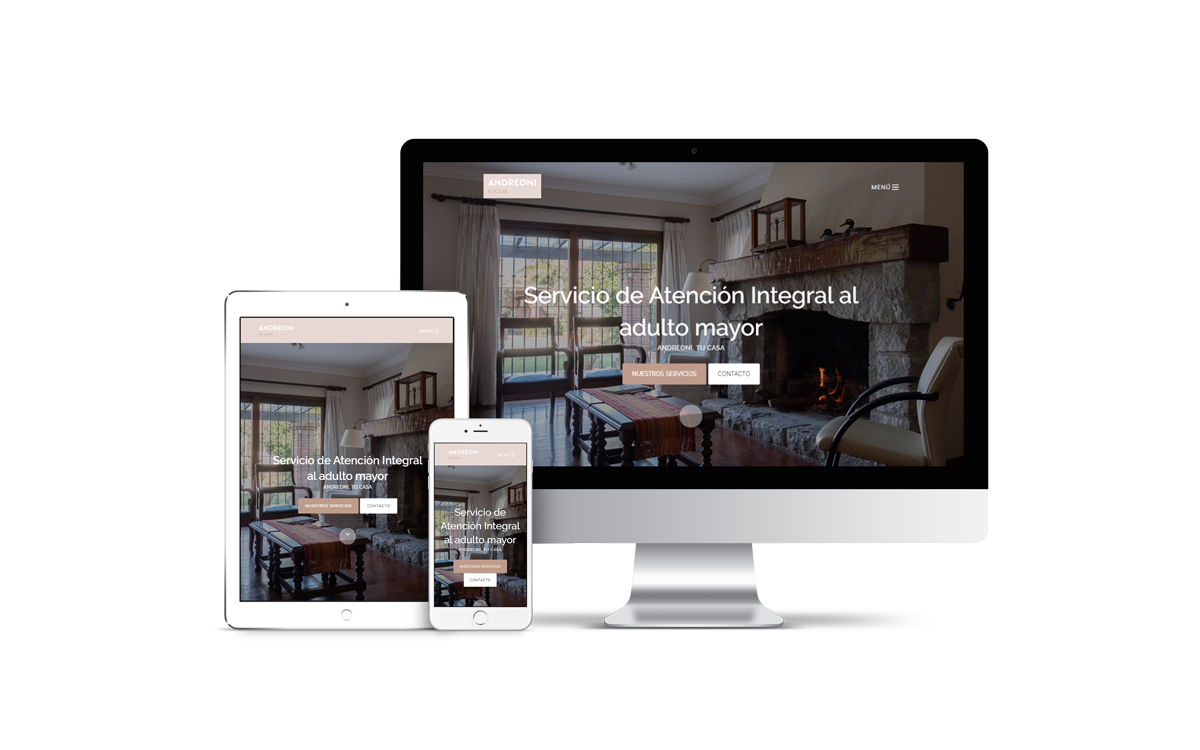 ANDREONI
TU CASA
MENÚ
Servicio de Atención Integral al
adulto mayor
ANDREONI, TU CASA
NUESTROS SERVICIOS
CONTACTO
ANDREONI
MENÚ
Servicio de Atención Integral
al adulto mayor
ANDREONI, TU CASA
NUESTROS SERVICIOS
CONTACTO
ANDREONI
Servicio de
Atención Integral
al adulto mayor
ANDREONI, TU CASA
NUESTROS SERVICIOS
CONTACTO